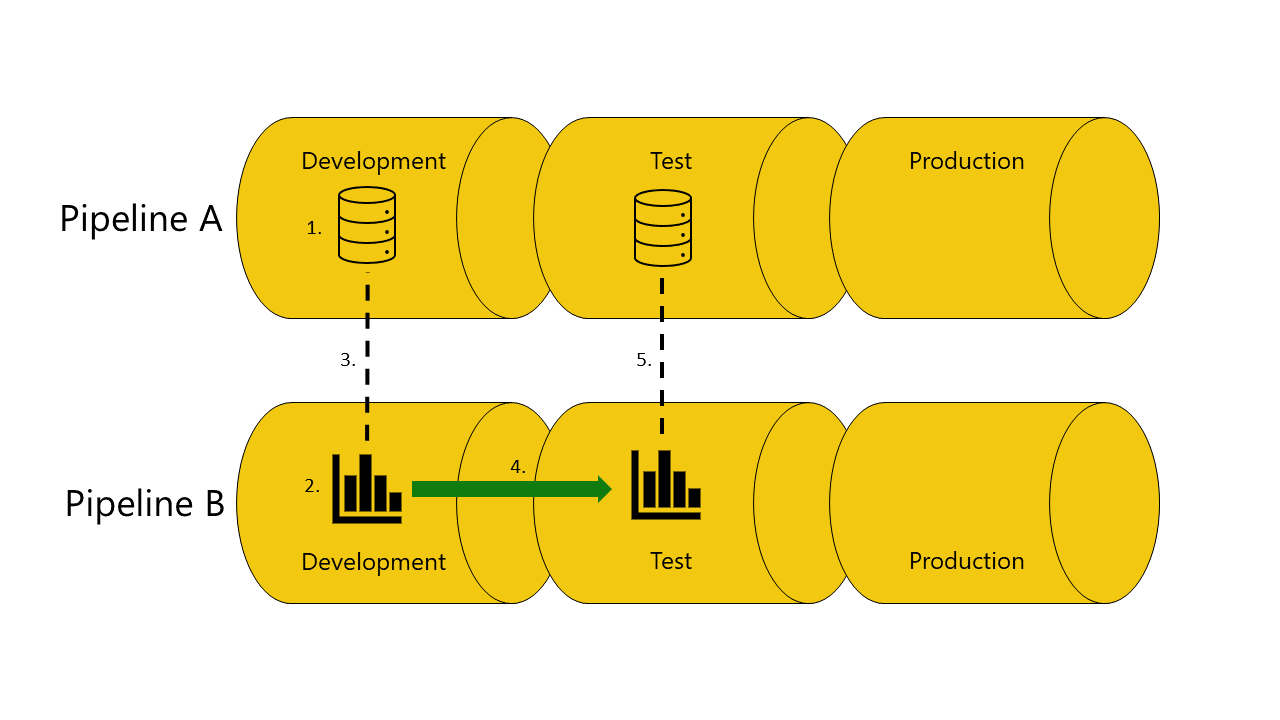 Development
Test
Production
1.
Pipeline A
3.
5.
4.
2.
Pipeline B
Development
Test
Production